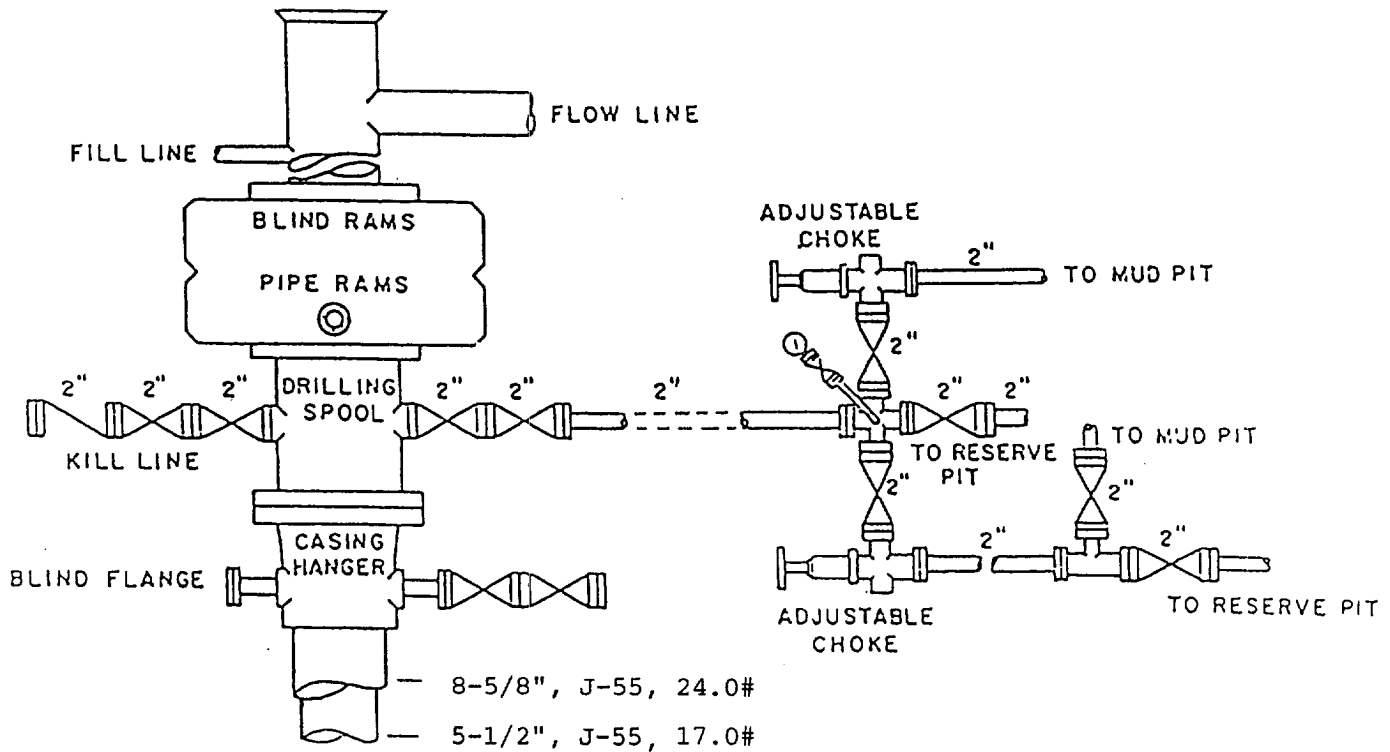 FLOW LINE
FILL LINE
BLIND RAMS
PIPE RAMS
ADJUSTABLE
CHOKE
2"
TO MUD PIT
2"
2"
2"
2"
DRILLING
SPOOL
2"
2"
2"
2"
2"
KILL LINE
TO RESERVE
PIT
TO MUD PIT
2"
2"
CASING
HANGER
2"
2"
BLIND FLANGE
TO RESERVE PIT
ADJUSTABLE
CHOKE
8-5/8", J-55, 24.0#
5-1/2", J-55, 17.0#